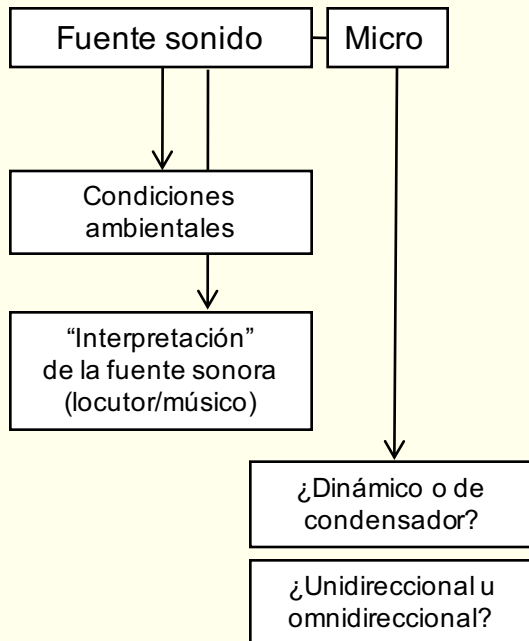 Fuente sonido
Micro
Condiciones
ambientales
“Interpretación”
de la fuente sonora
(locutor/músico)
¿Dinámico o de
condensador?
¿Unidireccional u
omnidireccional?